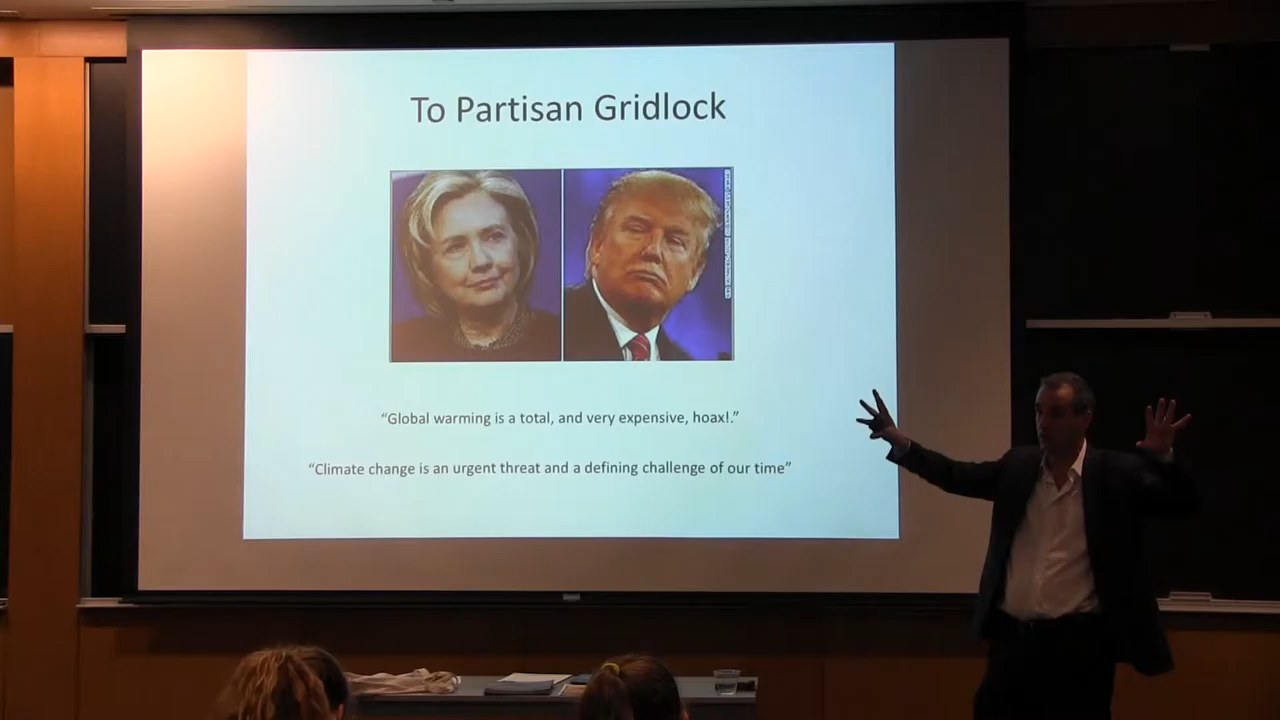 To Partisan Gridlock
“Global warming is a total, and very expensive, hoax!.”
“Climate change is an urgent threat and a defining challenge of our time”